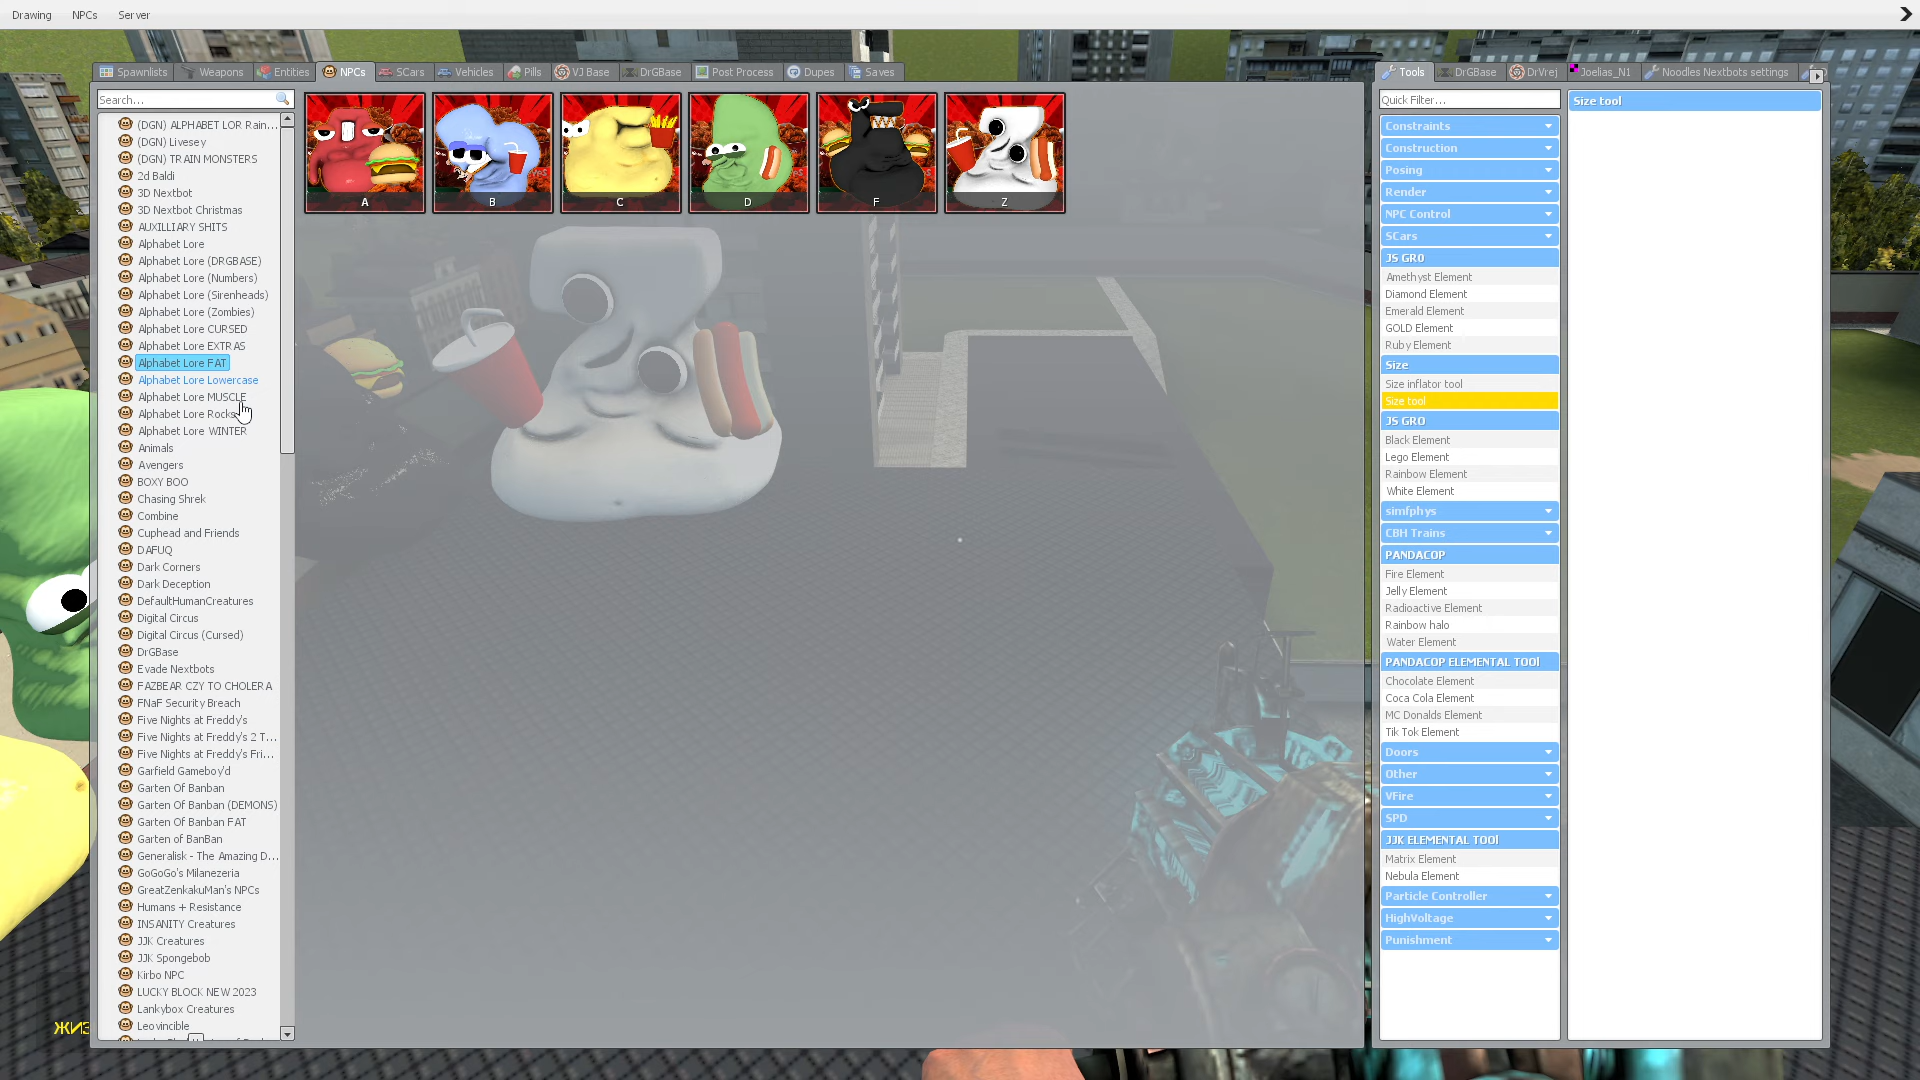 Drawing NPCs Server
Spawnlists Weapons Entities NPCs SCars Vehicles Pills VJ Base DrGBase Post Process Dupes Saves
Search...
(DGN) ALPHABET LOR Rain...
(DGN) Livesey
(DGN) TRAIN MONSTERS
2d Baldi
3D Nextbot
3D Nextbot Christmas
AUXILLIARY SHITS
Alphabet Lore
Alphabet Lore (DRGBASE)
Alphabet Lore (Numbers)
Alphabet Lore (Sirenheads)
Alphabet Lore (Zombies)
Alphabet Lore CURSED
Alphabet Lore EXTRAS
Alphabet Lore FAT
Alphabet Lore Lowercase
Alphabet Lore MUSCLE
Alphabet Lore Rocks
Alphabet Lore WINTER
Animals
Avengers
BOXY BOO
Chasing Shrek
Combine
Cuphead and Friends
DAFUQ
Dark Corners
Dark Deception
DefaultHumanCreatures
Digital Circus
Digital Circus (Cursed)
DrGBase
Evade Nextbots
FAZBEAR CZY TO CHOLERA
FNaF Security Breach
Five Nights at Freddy's
Five Nights at Freddy's 2 T...
Five Nights at Freddy's Fri...
Garfield Gameboy'd
Garten Of Banban
Garten Of Banban (DEMONS)
Garten Of Banban FAT
Garten of BanBan
Generalisk - The Amazing D...
GoGoGo's Milanezeria
GreatZenkakuMan's NPCs
Humans + Resistance
INSANITY Creatures
JJK Creatures
JJK Spongebob
Kirbo NPC
LUCKY BLOCK NEW 2023
Lankybox Creatures
Leovincible
A B C D F Z
ЖИЗ
Tools DrGBase DrVrej Joelias_N1 Noodles Nextbots settings
Quick Filter...
Constraints
Construction
Posing
Render
NPC Control
SCars
JS GRO
Amethyst Element
Diamond Element
Emerald Element
GOLD Element
Ruby Element
Size
Size inflator tool
Size tool
JS GRO
Black Element
Lego Element
Rainbow Element
White Element
simfphys
CBH Trains
PANDACOP
Fire Element
Jelly Element
Radioactive Element
Rainbow halo
Water Element
PANDACOP ELEMENTAL TOOl
Chocolate Element
Coca Cola Element
MC Donalds Element
Tik Tok Element
Doors
Other
VFire
SPD
JJK ELEMENTAL TOOl
Matrix Element
Nebula Element
Particle Controller
HighVoltage
Punishment
Size tool